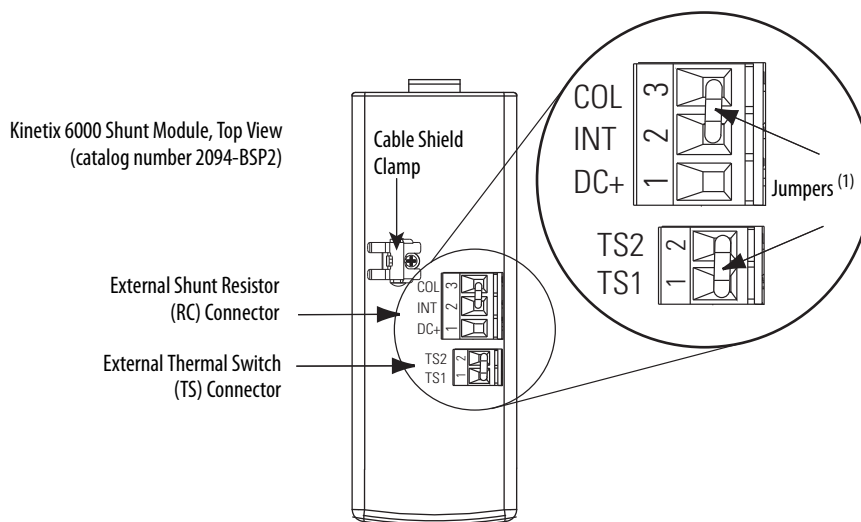 Kinetix 6000 Shunt Module, Top View
(catalog number 2094-BSP2)
Cable Shield
Clamp
External Shunt Resistor
(RC) Connector
External Thermal Switch
(TS) Connector
COL 3
INT 2
DC+ 1
TS2 2
TS1 1
COL 3
INT 2
DC+ 1
Jumpers (1)
TS2 2
TS1 1